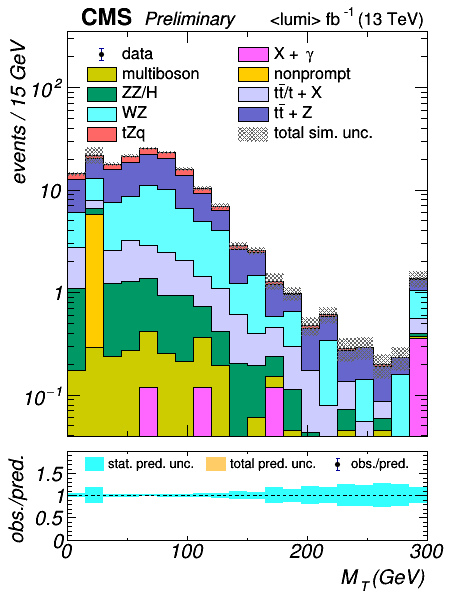 CMS Preliminary <lumi> fb⁻¹ (13 TeV)
events / 15 GeV
10²
10
1
10⁻¹
data
multiboson
ZZ/H
WZ
tZq
X + γ
nonprompt
tt̄/t + X
tt̄ + Z
total sim. unc.
obs./pred.
1.5
1
0.5
0
stat. pred. unc. total pred. unc. obs./pred.
0 100 200 300
M_T(GeV)